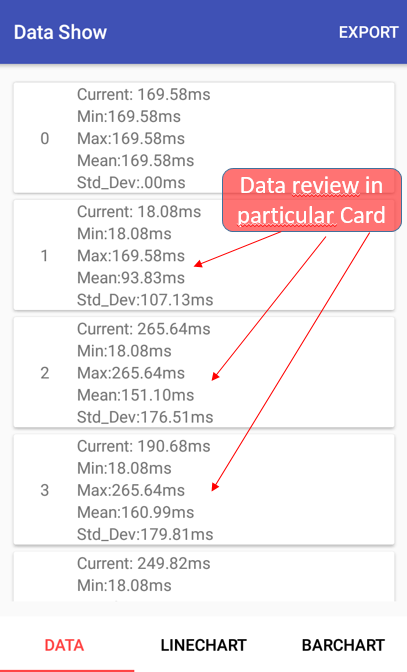 Data Show
EXPORT
Current: 169.58ms
Min:169.58ms
0
Max:169.58ms
Mean:169.58ms
Std_Dev:.00ms
Data review in
particular Card
Current: 18.08ms
Min:18.08ms
1
Max:169.58ms
Mean:93.83ms
Std_Dev:107.13ms
Current: 265.64ms
Min:18.08ms
2
Max:265.64ms
Mean:151.10ms
Std_Dev:176.51ms
Current: 190.68ms
Min:18.08ms
3
Max:265.64ms
Mean:160.99ms
Std_Dev:179.81ms
Current: 249.82ms
Min:18.08ms
DATA
LINECHART
BARCHART